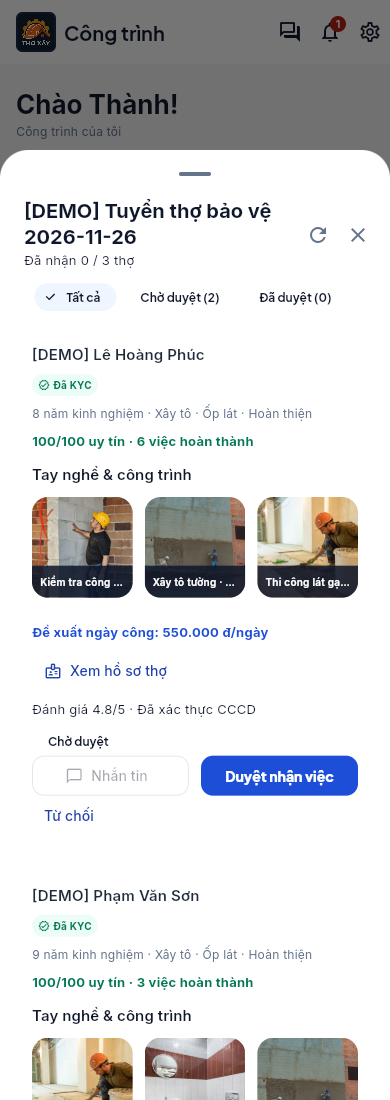 THỢ XÂY
Công trình
1
Chào Thành!
Công trình của tôi
[DEMO] Tuyển thợ bảo vệ
2026-11-26
Đã nhận 0 / 3 thợ
Tất cả
Chờ duyệt (2)
Đã duyệt (0)
[DEMO] Lê Hoàng Phúc
Đã KYC
8 năm kinh nghiệm · Xây tô · Ốp lát · Hoàn thiện
100/100 uy tín · 6 việc hoàn thành
Tay nghề & công trình
Kiểm tra công ...
Xây tô tường · ...
Thi công lát gạ...
Đề xuất ngày công: 550.000 đ/ngày
Xem hồ sơ thợ
Đánh giá 4.8/5 · Đã xác thực CCCD
Chờ duyệt
Nhắn tin
Duyệt nhận việc
Từ chối
[DEMO] Phạm Văn Sơn
Đã KYC
9 năm kinh nghiệm · Xây tô · Ốp lát · Hoàn thiện
100/100 uy tín · 3 việc hoàn thành
Tay nghề & công trình